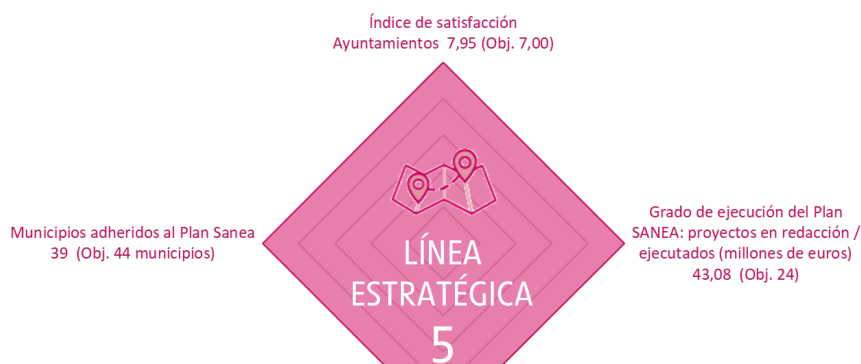 Índice de satisfacción
Ayuntamientos 7,95 (Obj. 7,00)
Municipios adheridos al Plan Sanea
39 (Obj. 44 municipios)
LÍNEA
ESTRATÉGICA
5
Grado de ejecución del Plan
SANEA: proyectos en redacción /
ejecutados (millones de euros)
43,08 (Obj. 24)